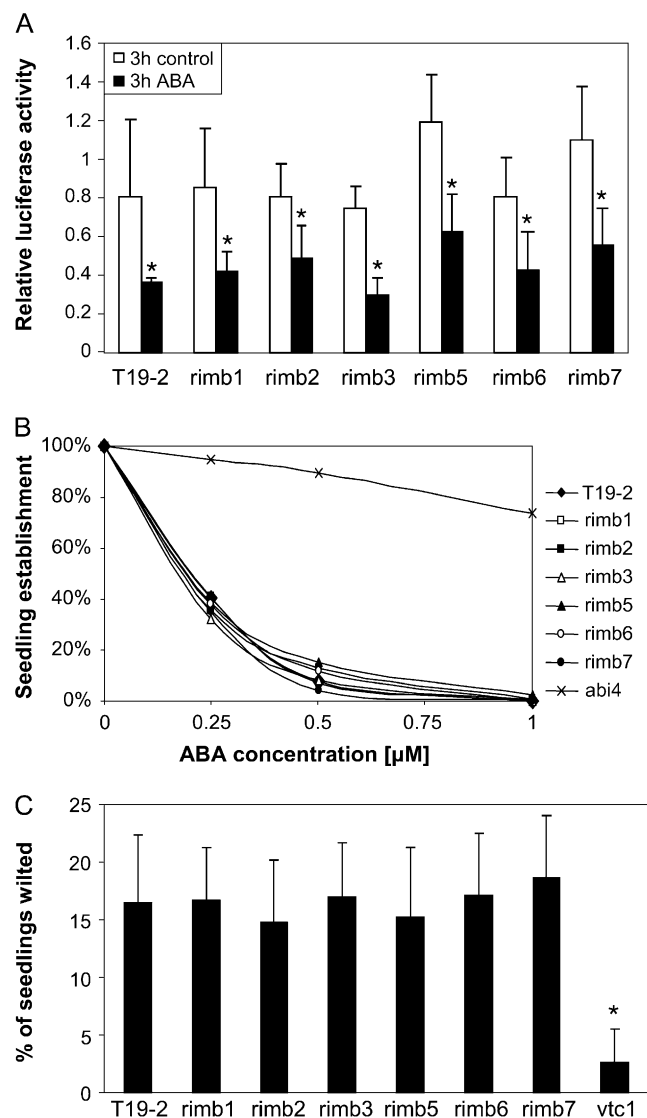 A
Relative luciferase activity
1.6
1.4
1.2
1
0.8
0.6
0.4
0.2
0
3h control
3h ABA
* * * * * * *
T19-2 rimb1 rimb2 rimb3 rimb5 rimb6 rimb7
B
Seedling establishment
100%
80%
60%
40%
20%
0%
0 0.25 0.5 0.75 1
ABA concentration [µM]
T19-2
rimb1
rimb2
rimb3
rimb5
rimb6
rimb7
abi4
C
% of seedlings wilted
25
20
15
10
5
0
*
T19-2 rimb1 rimb2 rimb3 rimb5 rimb6 rimb7 vtc1